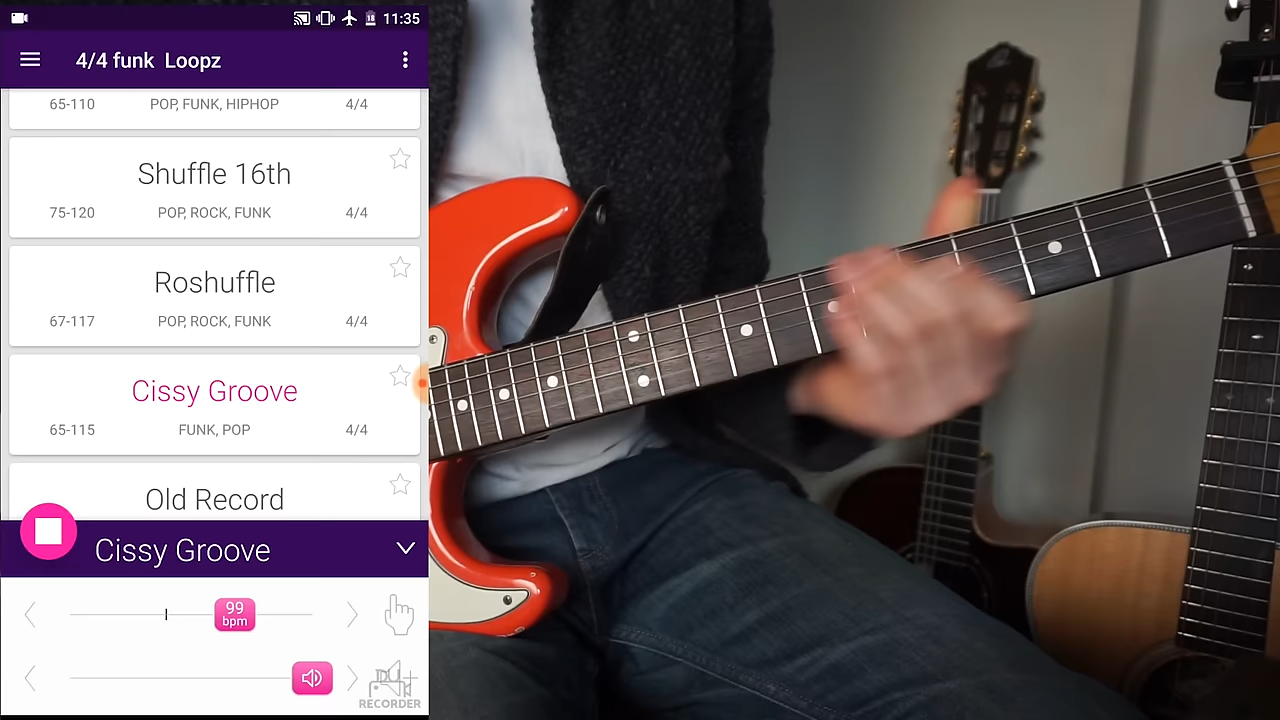 11:35
4/4 funk Loopz
65-110 POP, FUNK, HIPHOP 4/4
Shuffle 16th
75-120 POP, ROCK, FUNK 4/4
Roshuffle
67-117 POP, ROCK, FUNK 4/4
Cissy Groove
65-115 FUNK, POP 4/4
Old Record
Cissy Groove
99
bpm
DU
RECORDER